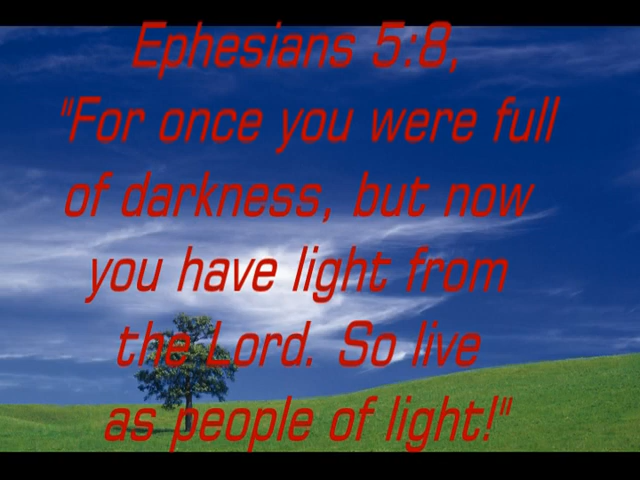 Ephesians 5:8,
"For once you were full
of darkness, but now
you have light from
the Lord. So live
as people of light!"